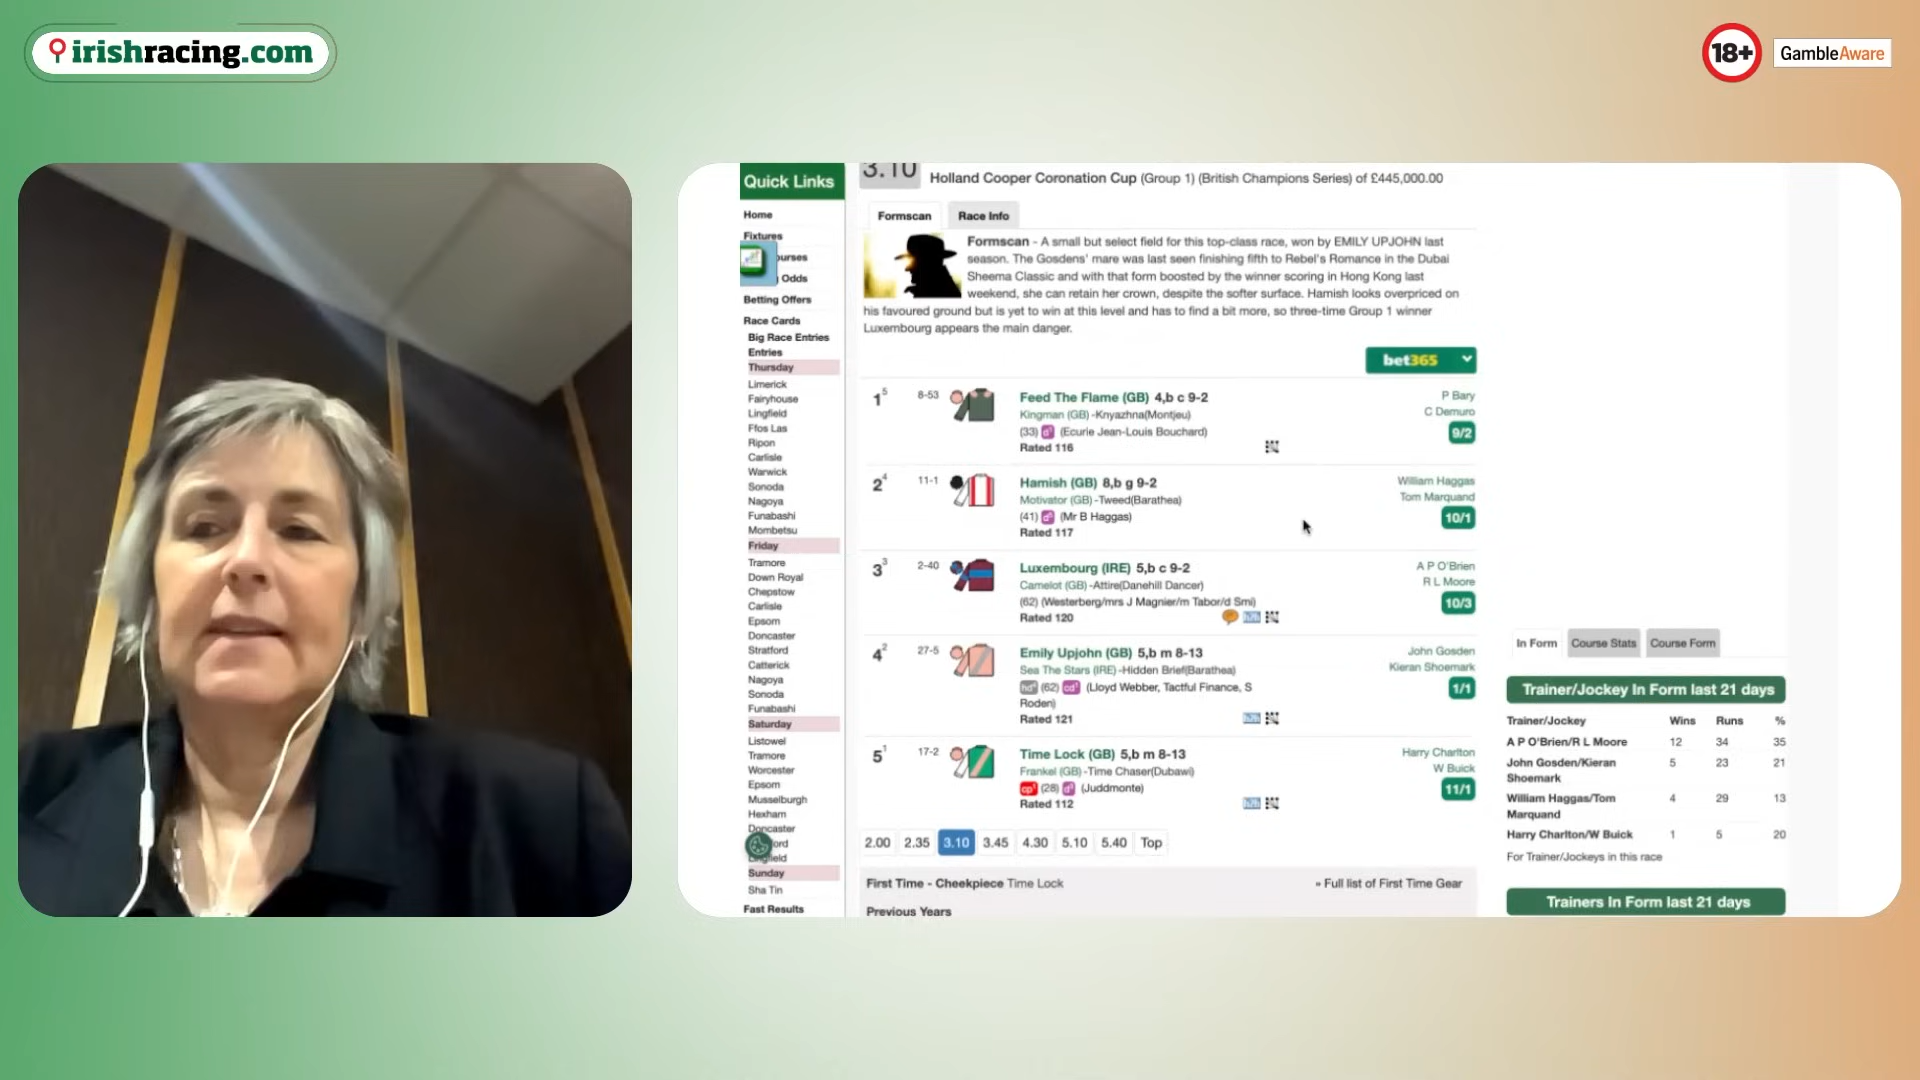 irishracing.com
18+
GambleAware
Quick Links
Home
Fixtures
Odds
Betting Offers
Race Cards
Big Race Entries
Entries
Thursday
Limerick
Fairyhouse
Lingfield
Ffos Las
Ripon
Carlisle
Warwick
Sonoda
Nagoya
Funabashi
Mombetsu
Friday
Tramore
Down Royal
Chepstow
Carlisle
Epsom
Doncaster
Stratford
Catterick
Nagoya
Sonoda
Funabashi
Saturday
Listowel
Tramore
Worcester
Epsom
Musselburgh
Hexham
Doncaster
Sunday
Sha Tin
Fast Results
3.10 Holland Cooper Coronation Cup (Group 1) (British Champions Series) of £445,000.00
Formscan Race Info
Formscan - A small but select field for this top-class race, won by EMILY UPJOHN last
season. The Gosdens' mare was last seen finishing fifth to Rebel's Romance in the Dubai
Sheema Classic and with that form boosted by the winner scoring in Hong Kong last
weekend, she can retain her crown, despite the softer surface. Hamish looks overpriced on
his favoured ground but is yet to win at this level and has to find a bit more, so three-time Group 1 winner
Luxembourg appears the main danger.
bet365
1 5 8-53 Feed The Flame (GB) 4,b c 9-2 P Bary
Kingman (GB) -Knyazhna(Montjeu) C Demuro
(33) d1 (Ecurie Jean-Louis Bouchard) 9/2
Rated 116
2 4 11-1 Hamish (GB) 8,b g 9-2 William Haggas
Motivator (GB) -Tweed(Barathea) Tom Marquand
(41) (Mr B Haggas) 10/1
Rated 117
3 3 2-40 Luxembourg (IRE) 5,b c 9-2 A P O'Brien
Camelot (GB) -Attire(Danehill Dancer) R L Moore
(62) (Westerberg/mrs J Magnier/m Tabor/d Smi) 10/3
Rated 120 h2h
4 2 27-5 Emily Upjohn (GB) 5,b m 8-13 John Gosden
Sea The Stars (IRE) -Hidden Brief(Barathea) Kieran Shoemark
hd1 (62) cd1 (Lloyd Webber, Tactful Finance, S 1/1
Roden)
Rated 121 h2h
5 1 17-2 Time Lock (GB) 5,b m 8-13 Harry Charlton
Frankel (GB) -Time Chaser(Dubawi) W Buick
cp1 (28) (Juddmonte) 11/1
Rated 112 h2h
2.00 2.35 3.10 3.45 4.30 5.10 5.40 Top
First Time - Cheekpiece Time Lock » Full list of First Time Gear
Previous Years
In Form Course Stats Course Form
Trainer/Jockey In Form last 21 days
Trainer/Jockey Wins Runs %
A P O'Brien/R L Moore 12 34 35
John Gosden/Kieran 5 23 21
Shoemark
William Haggas/Tom 4 29 13
Marquand
Harry Charlton/W Buick 1 5 20
For Trainer/Jockeys in this race
Trainers In Form last 21 days